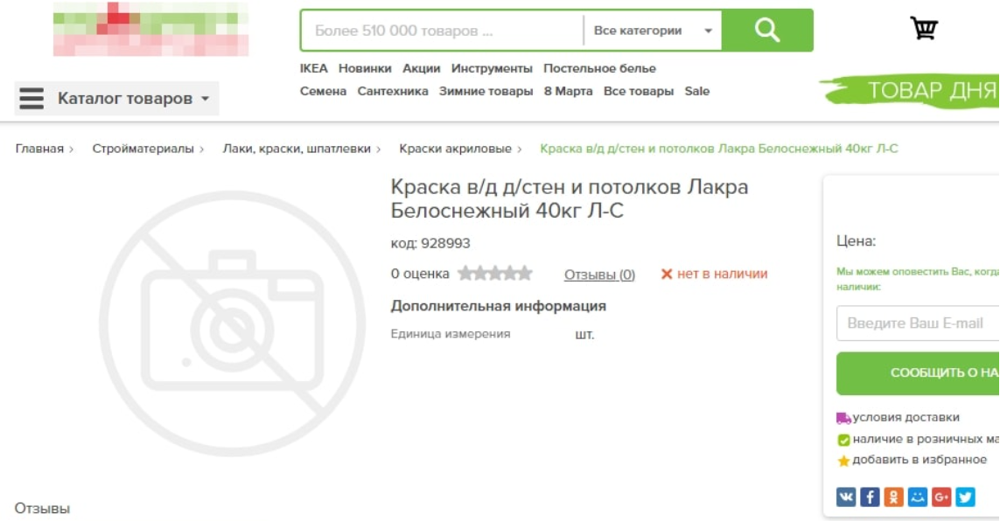 Более 510 000 товаров ...
Все категории
IKEA Новинки Акции Инструменты Постельное белье
Семена Сантехника Зимние товары 8 Марта Все товары Sale
Каталог товаров
ТОВАР ДНЯ
Главная > Стройматериалы > Лаки, краски, шпатлевки > Краски акриловые > Краска в/д д/стен и потолков Лакра Белоснежный 40кг Л-С
Краска в/д д/стен и потолков Лакра
Белоснежный 40кг Л-С
код: 928993
0 оценка
Отзывы (0)
нет в наличии
Дополнительная информация
Единица измерения
шт.
Цена:
Мы можем оповестить Вас, когда
наличии:
Введите Ваш E-mail
СООБЩИТЬ О НА
условия доставки
наличие в розничных ма
добавить в избранное
Отзывы